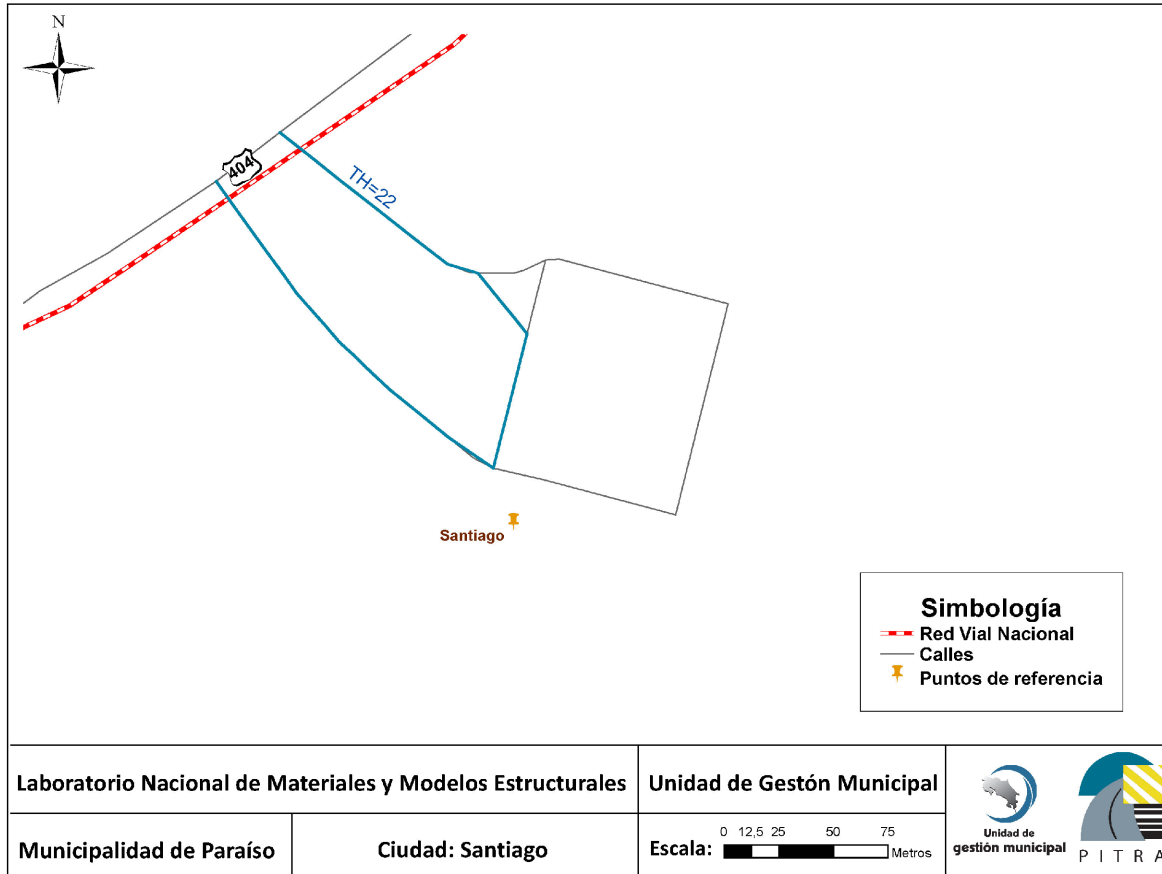 N
404
TH=22
Santiago
Simbología
Red Vial Nacional
Calles
Puntos de referencia
Laboratorio Nacional de Materiales y Modelos Estructurales
Unidad de Gestón Municipal
Unidad de
gestión municipal
PITRA
Municipalidad de Paraíso
Ciudad: Santiago
Escala:
0 12,5 25 50 75
Metros